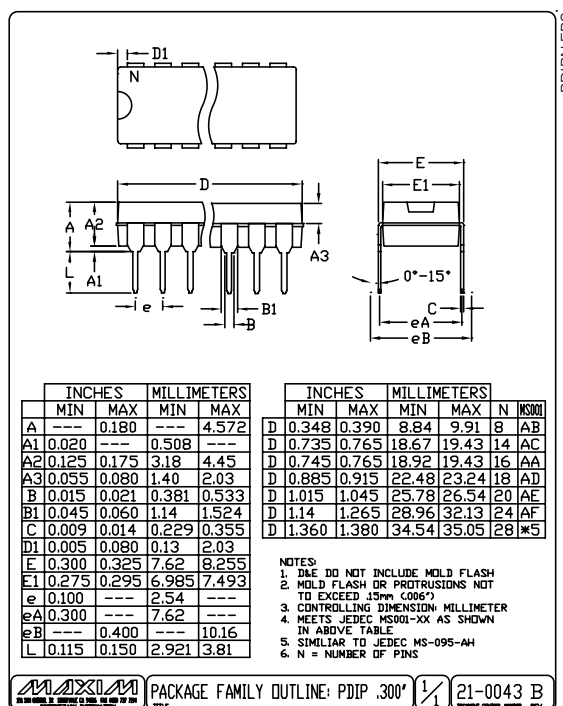 D1
N
E
E1
D
A
A2
A3
L
A1
0°-15°
e
B1
B
C
eA
eB
INCHES MILLIMETERS
MIN MAX MIN MAX
A --- 0.180 --- 4.572
A1 0.020 --- 0.508 ---
A2 0.125 0.175 3.18 4.45
A3 0.055 0.080 1.40 2.03
B 0.015 0.021 0.381 0.533
B1 0.045 0.060 1.14 1.524
C 0.009 0.014 0.229 0.355
D1 0.005 0.080 0.13 2.03
E 0.300 0.325 7.62 8.255
E1 0.275 0.295 6.985 7.493
e 0.100 --- 2.54 ---
eA 0.300 --- 7.62 ---
eB --- 0.400 --- 10.16
L 0.115 0.150 2.921 3.81
INCHES MILLIMETERS
MIN MAX MIN MAX N MS001
D 0.348 0.390 8.84 9.91 8 AB
D 0.735 0.765 18.67 19.43 14 AC
D 0.745 0.765 18.92 19.43 16 AA
D 0.885 0.915 22.48 23.24 18 AD
D 1.015 1.045 25.78 26.54 20 AE
D 1.14 1.265 28.96 32.13 24 AF
D 1.360 1.380 34.54 35.05 28 *5
NOTES:
1. D&E DO NOT INCLUDE MOLD FLASH
2. MOLD FLASH OR PROTRUSIONS NOT
TO EXCEED .15mm (.006")
3. CONTROLLING DIMENSION: MILLIMETER
4. MEETS JEDEC MS001-XX AS SHOWN
IN ABOVE TABLE
5. SIMILIAR TO JEDEC MS-095-AH
6. N = NUMBER OF PINS
MAXIM
PACKAGE FAMILY OUTLINE: PDIP .300"
1/1
21-0043 B
TITLE